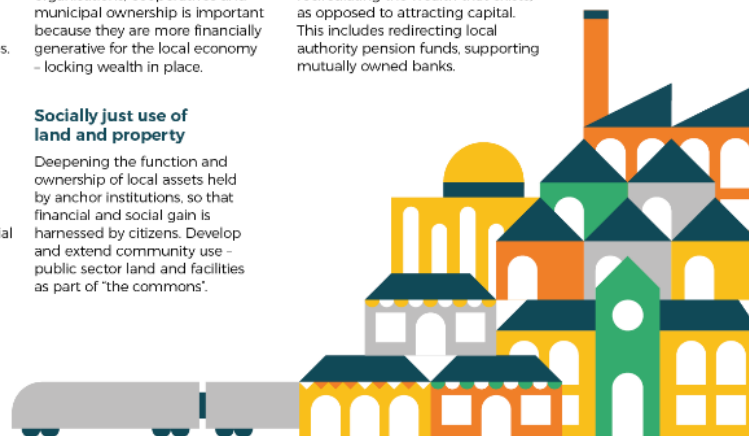 municipal ownership is important
because they are more financially
generative for the local economy
– locking wealth in place.
Socially just use of
land and property
Deepening the function and
ownership of local assets held
by anchor institutions, so that
financial and social gain is
harnessed by citizens. Develop
and extend community use –
public sector land and facilities
as part of “the commons”.
as opposed to attracting capital.
This includes redirecting local
authority pension funds, supporting
mutually owned banks.